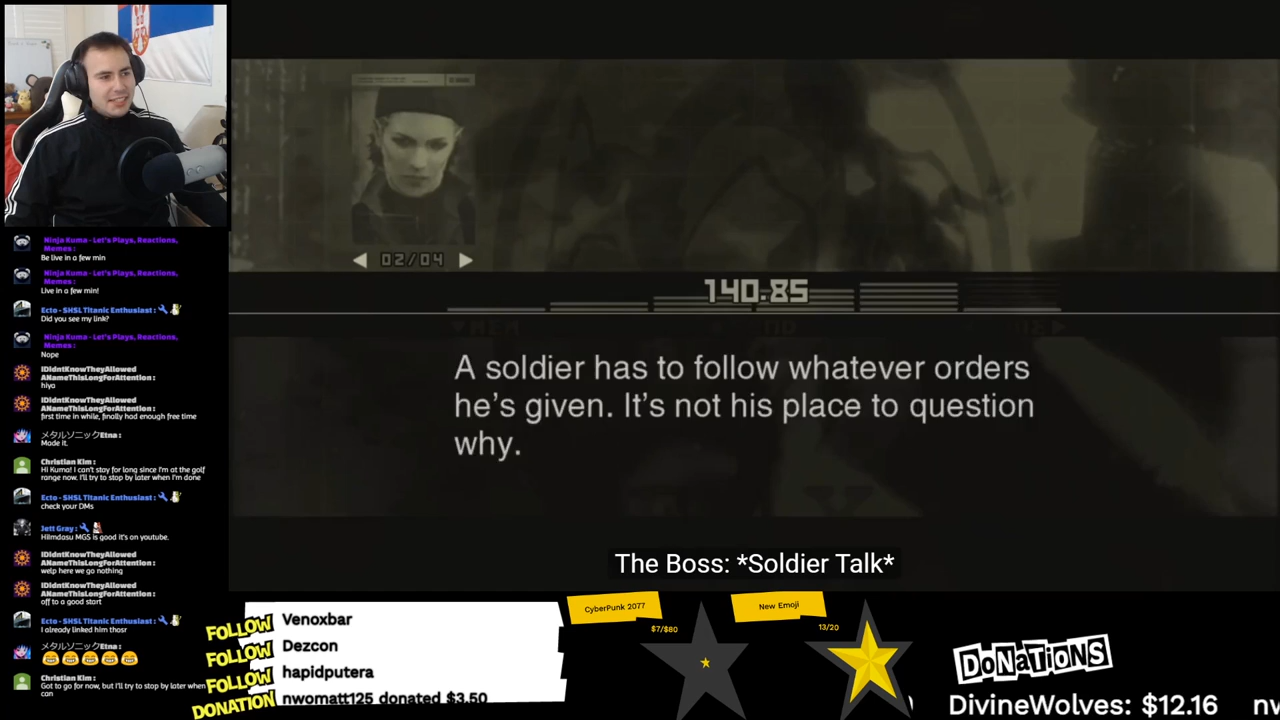 Ninja Kuma - Let's Plays, Reactions,
Memes :
Be live in a few min
Ninja Kuma - Let's Plays, Reactions,
Memes :
Live in a few min!
Ecto - SHSL Titanic Enthusiast :
Did you see my link?
Ninja Kuma - Let's Plays, Reactions,
Memes :
Nope
IDidntKnowTheyAllowed
ANameThisLongForAttention :
hiya
IDidntKnowTheyAllowed
ANameThisLongForAttention :
first time in while, finally had enough free time
メタルソニックEtna :
Made it.
Christian Kim :
Hi Kuma! I can't stay for long since I'm at the golf
range now. I'll try to stop by later when I'm done
Ecto - SHSL Titanic Enthusiast :
check your DMs
Jett Gray :
Hiimdasu MGS is good it's on youtube.
IDidntKnowTheyAllowed
ANameThisLongForAttention :
welp here we go nothing
IDidntKnowTheyAllowed
ANameThisLongForAttention :
off to a good start
Ecto - SHSL Titanic Enthusiast :
I already linked him thosr
メタルソニックEtna :
😂😂😂😂😂
Christian Kim :
Got to go for now, but I'll try to stop by later when
can
◀ 02/04 ▶
140.85
A soldier has to follow whatever orders
he's given. It's not his place to question
why.
The Boss: *Soldier Talk*
FOLLOW Venoxbar
FOLLOW Dezcon
FOLLOW hapidputera
DONATION nwomatt125 donated $3.50
CyberPunk 2077
$7/$80
New Emoji
13/20
DONATIONS
DivineWolves: $12.16